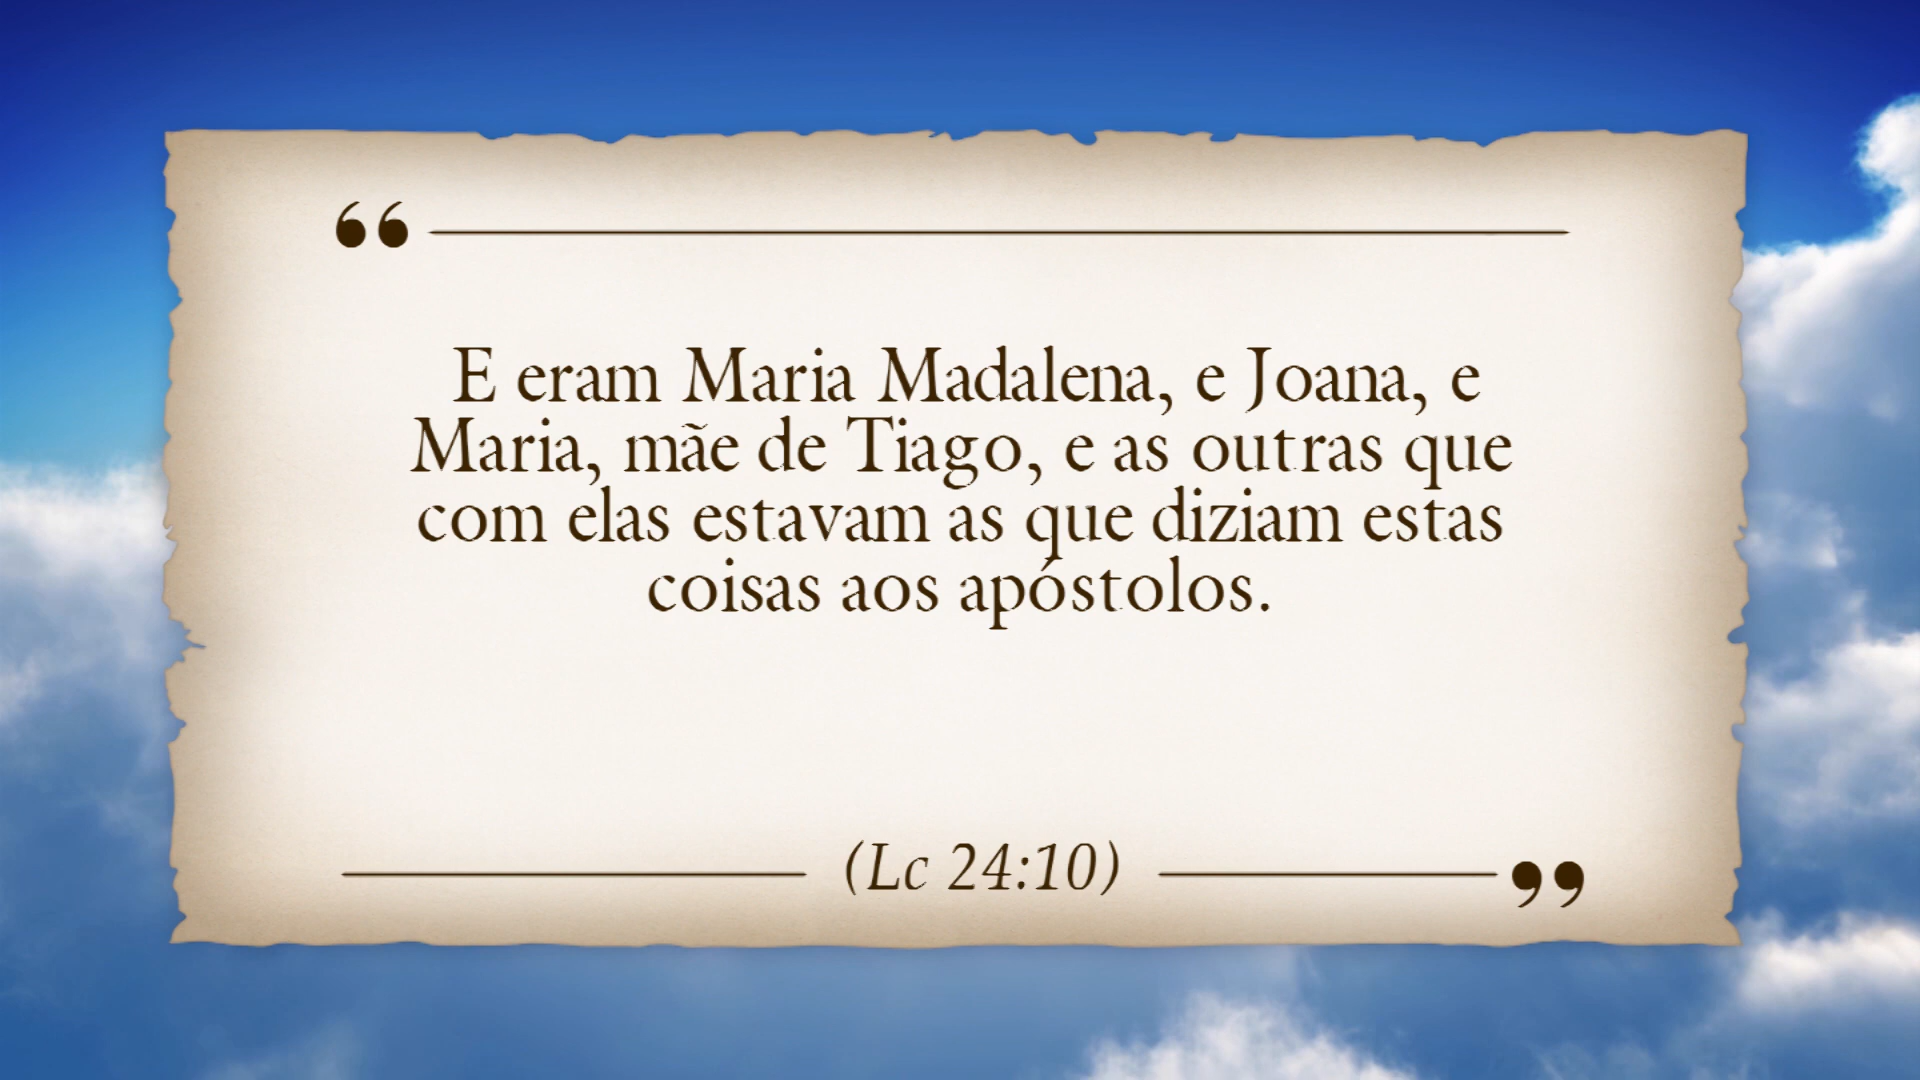 “
E eram Maria Madalena, e Joana, e
Maria, mãe de Tiago, e as outras que
com elas estavam as que diziam estas
coisas aos apóstolos.
(Lc 24:10)
”